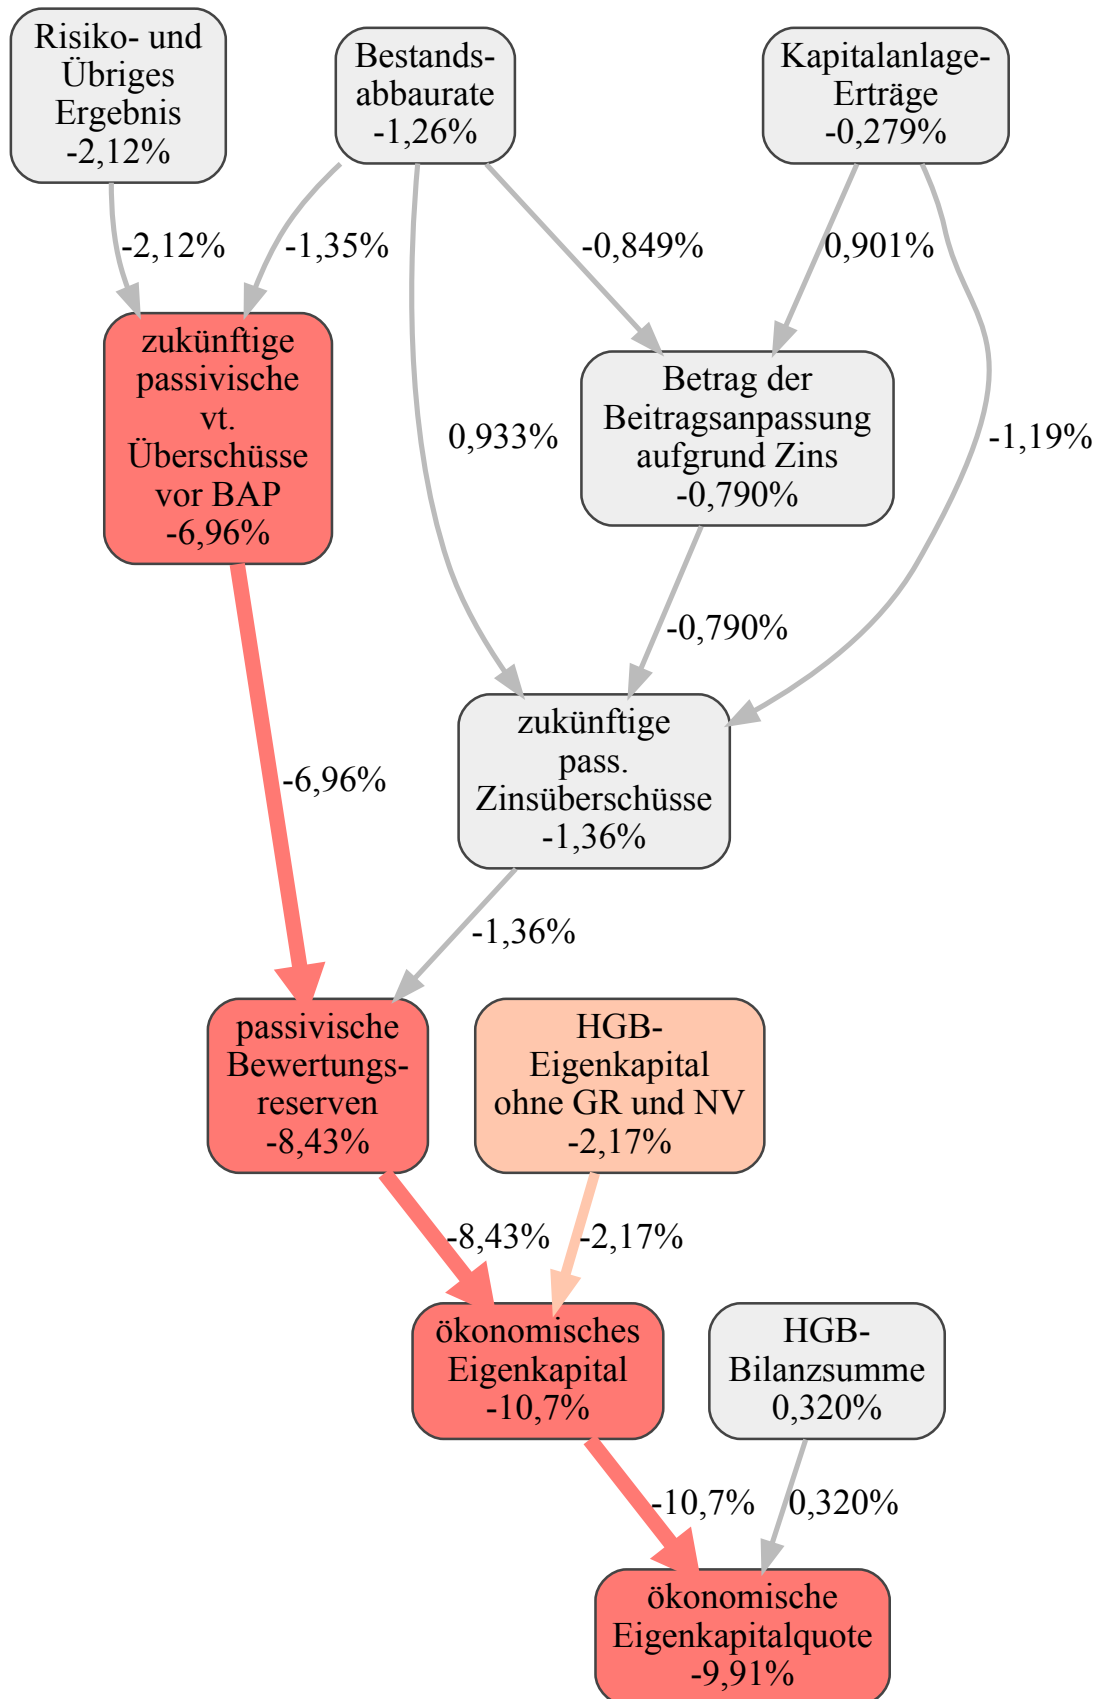 Risiko- und
Übriges
Ergebnis
-2,12%
Bestands-
abbaurate
-1,26%
Kapitalanlage-
Erträge
-0,279%
-2,12%
-1,35%
-0,849%
0,901%
zukünftige
passivische
vt.
Überschüsse
vor BAP
-6,96%
Betrag der
Beitragsanpassung
aufgrund Zins
-0,790%
0,933%
-1,19%
-0,790%
zukünftige
pass.
Zinsüberschüsse
-1,36%
-6,96%
-1,36%
passivische
Bewertungs-
reserven
-8,43%
HGB-
Eigenkapital
ohne GR und NV
-2,17%
-8,43%
-2,17%
ökonomisches
Eigenkapital
-10,7%
HGB-
Bilanzsumme
0,320%
-10,7%
0,320%
ökonomische
Eigenkapitalquote
-9,91%